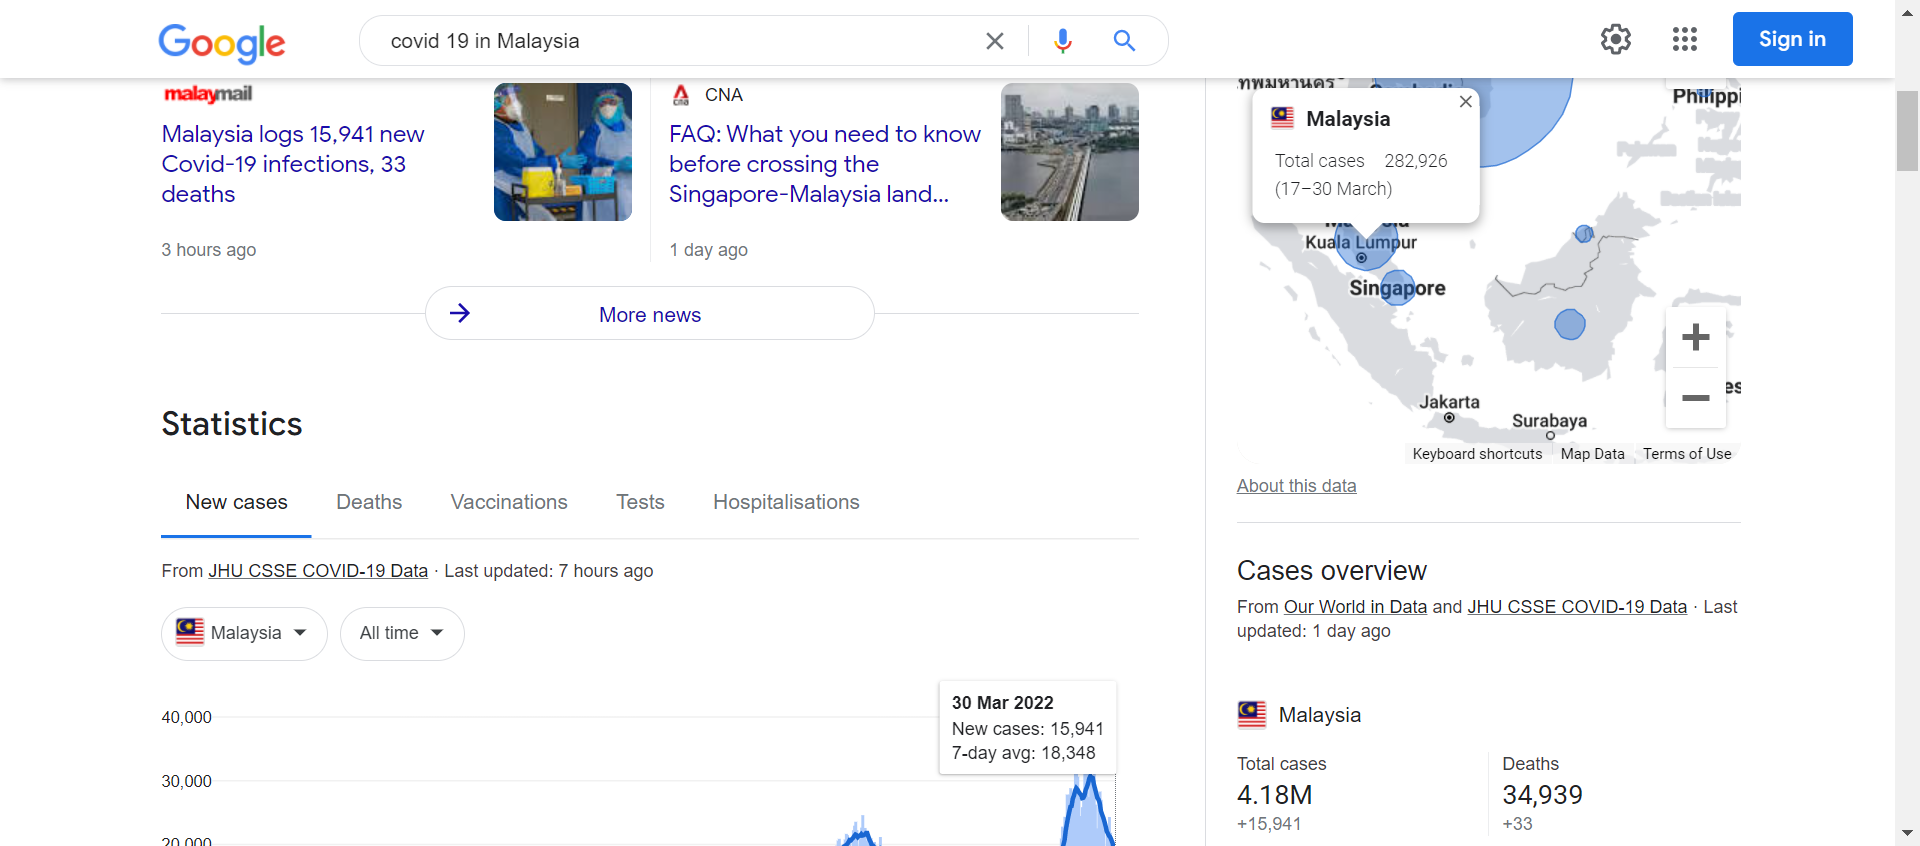 Google
covid 19 in Malaysia
Sign in
malaymail
Malaysia logs 15,941 new
Covid-19 infections, 33
deaths
3 hours ago
CNA
FAQ: What you need to know
before crossing the
Singapore-Malaysia land...
1 day ago
More news
Statistics
New cases
Deaths
Vaccinations
Tests
Hospitalisations
From JHU CSSE COVID-19 Data · Last updated: 7 hours ago
Malaysia
All time
30 Mar 2022
New cases: 15,941
7-day avg: 18,348
40,000
30,000
20,000
Philippi
Malaysia
Total cases 282,926
(17–30 March)
Kuala Lumpur
Singapore
Jakarta
Surabaya
es
Keyboard shortcuts
Map Data
Terms of Use
About this data
Cases overview
From Our World in Data and JHU CSSE COVID-19 Data · Last
updated: 1 day ago
Malaysia
Total cases
4.18M
+15,941
Deaths
34,939
+33